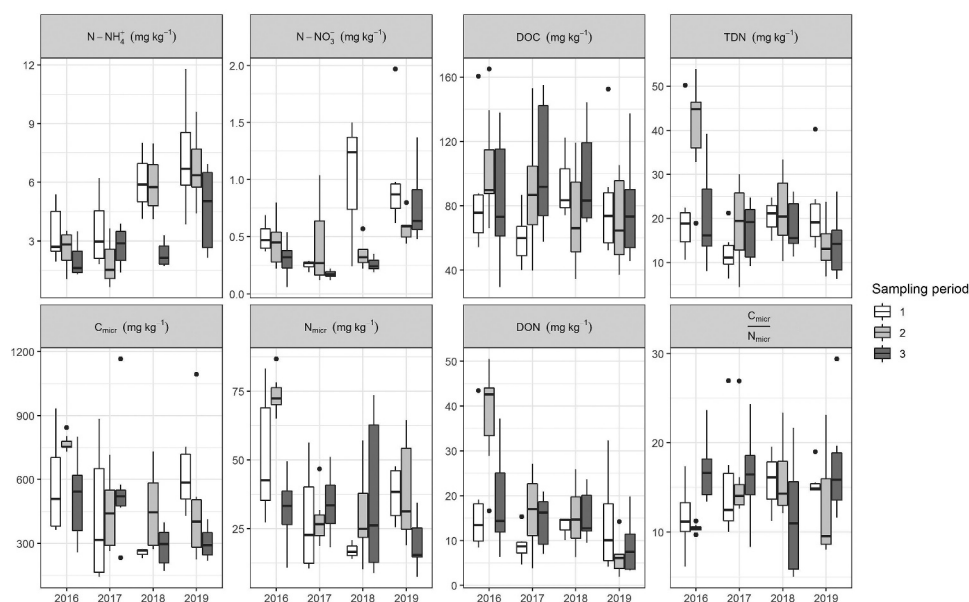 N − NH₄⁻ (mg kg⁻¹)
N − NO₃⁻ (mg kg⁻¹)
DOC (mg kg⁻¹)
TDN (mg kg⁻¹)
12
9
6
3
2.0
1.5
1.0
0.5
0.0
160
120
80
40
50
40
30
20
10
Sampling period
1
2
3
C_micr (mg kg⁻¹)
N_micr (mg kg⁻¹)
DON (mg kg⁻¹)
C_micr
N_micr
1200
900
600
300
75
50
25
50
40
30
20
10
0
30
20
10
2016 2017 2018 2019
2016 2017 2018 2019
2016 2017 2018 2019
2016 2017 2018 2019